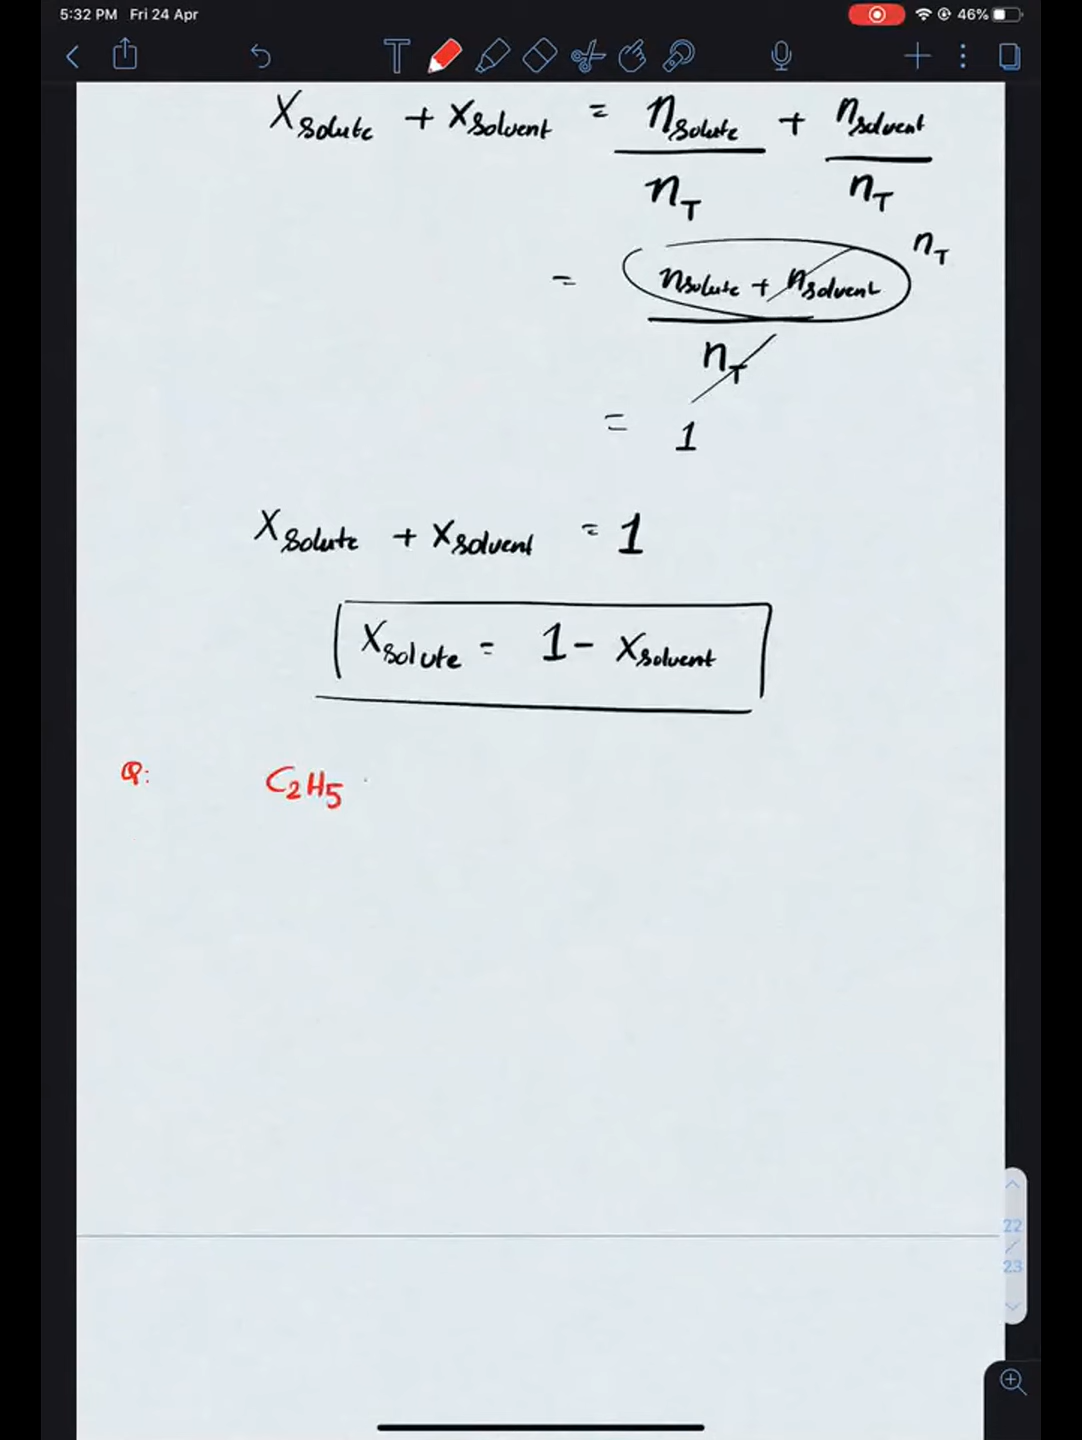 5:32 PM Fri 24 Apr 46%
T
Xsolute + Xsolvent = nsolute + nsolvent
nT nT
nT
= nsolute + nsolvent
nT
= 1
Xsolute + Xsolvent = 1
Xsolute = 1 - Xsolvent
Q: C2H5
22
/
23